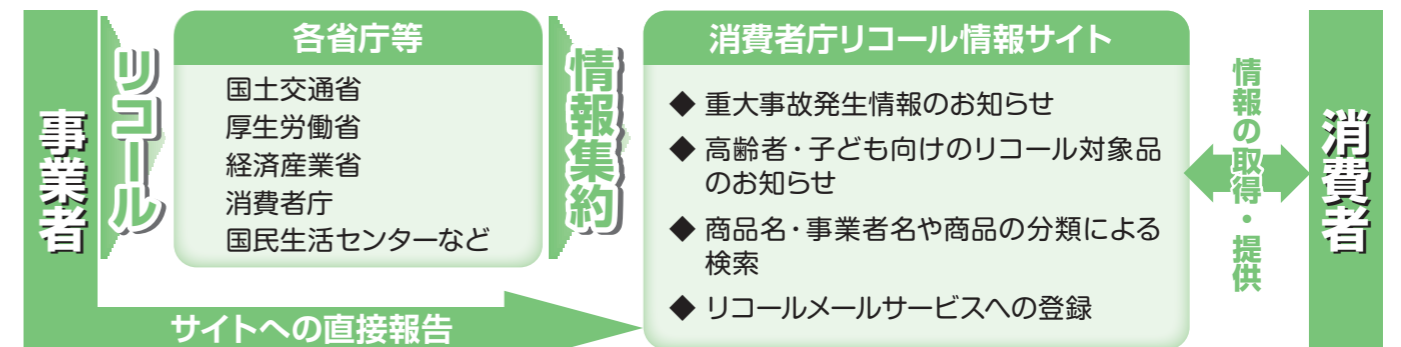 事業者
リコール
各省庁等
国土交通省
厚生労働省
経済産業省
消費者庁
国民生活センターなど
情報集約
消費者庁リコール情報サイト
◆ 重大事故発生情報のお知らせ
◆ 高齢者・子ども向けのリコール対象品
のお知らせ
◆ 商品名・事業者名や商品の分類による
検索
◆ リコールメールサービスへの登録
情報の取得・提供
消費者
サイトへの直接報告